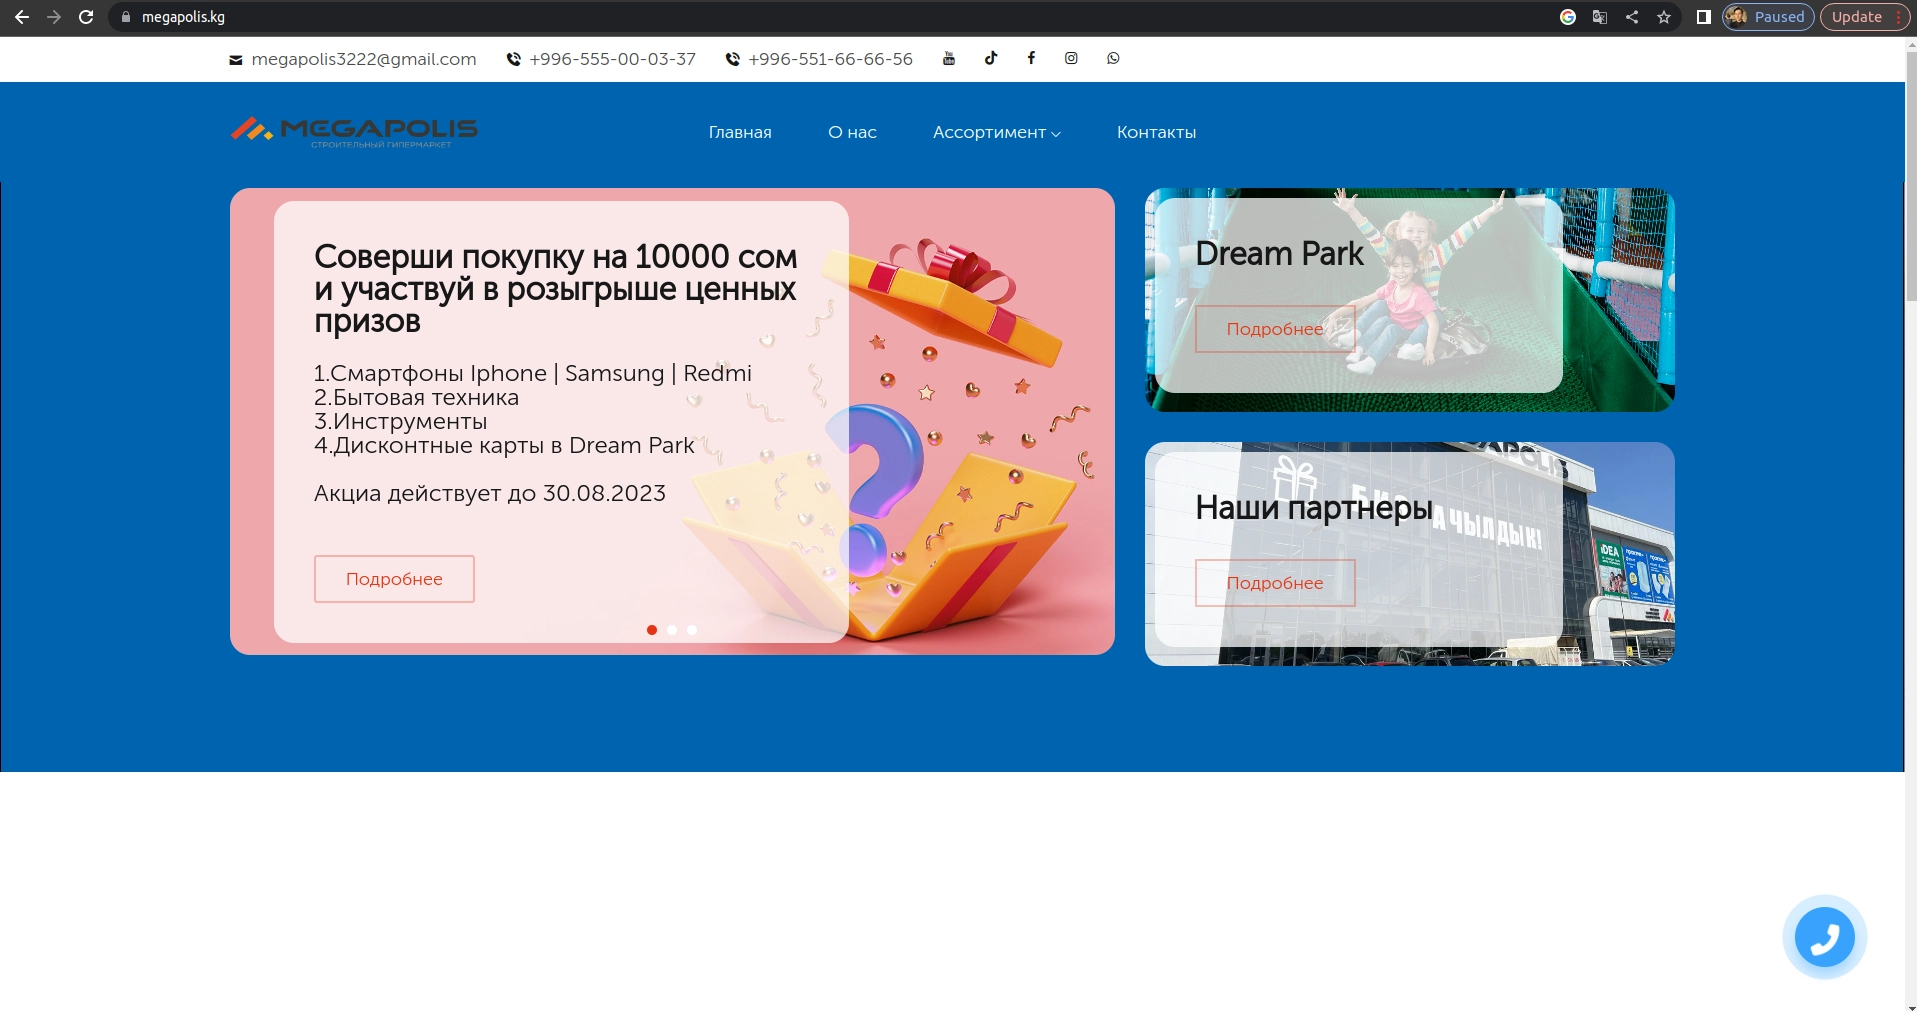 megapolis.kg
Paused
Update
megapolis3222@gmail.com
+996-555-00-03-37
+996-551-66-66-56
MEGAPOLIS
СТРОИТЕЛЬНЫЙ ГИПЕРМАРКЕТ
Главная
О нас
Ассортимент
Контакты
Соверши покупку на 10000 сом
и участвуй в розыгрыше ценных
призов
1.Смартфоны Iphone | Samsung | Redmi
2.Бытовая техника
3.Инструменты
4.Дисконтные карты в Dream Park
Акциа действует до 30.08.2023
Подробнее
Dream Park
Подробнее
Наши партнеры
БИЗ АЧЫЛДЫК!
iDEA
Подробнее